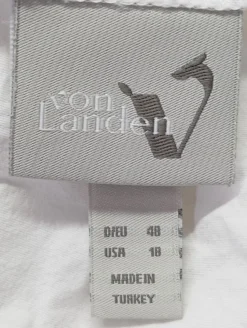 von
Landen
D/EU 48
USA 18
MADE IN
TURKEY